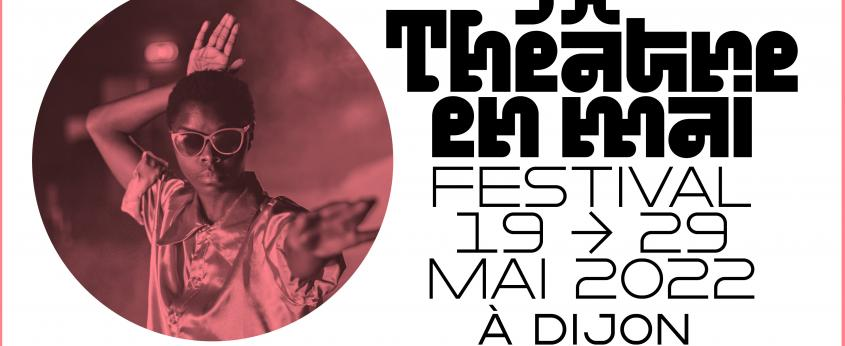 Théâtre
en mai
FESTIVAL
19 → 29
MAI 2022
À DIJON